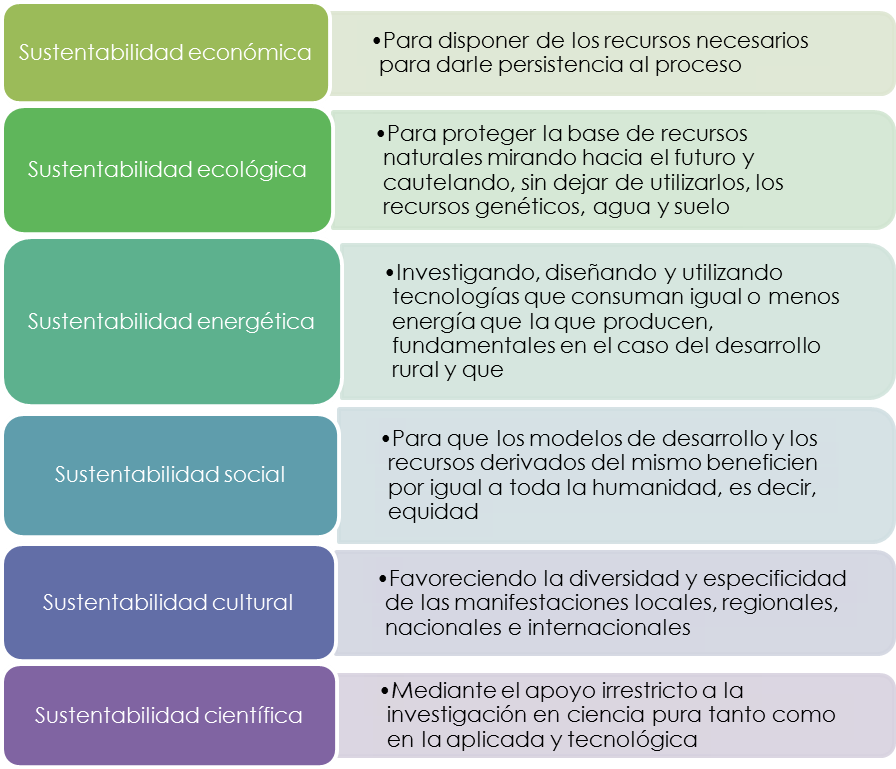 Sustentabilidad económica
•Para disponer de los recursos necesarios
para darle persistencia al proceso
Sustentabilidad ecológica
•Para proteger la base de recursos
naturales mirando hacia el futuro y
cautelando, sin dejar de utilizarlos, los
recursos genéticos, agua y suelo
Sustentabilidad energética
•Investigando, diseñando y utilizando
tecnologías que consuman igual o menos
energía que la que producen,
fundamentales en el caso del desarrollo
rural y que
Sustentabilidad social
•Para que los modelos de desarrollo y los
recursos derivados del mismo beneficien
por igual a toda la humanidad, es decir,
equidad
Sustentabilidad cultural
•Favoreciendo la diversidad y especificidad
de las manifestaciones locales, regionales,
nacionales e internacionales
Sustentabilidad científica
•Mediante el apoyo irrestricto a la
investigación en ciencia pura tanto como
en la aplicada y tecnológica